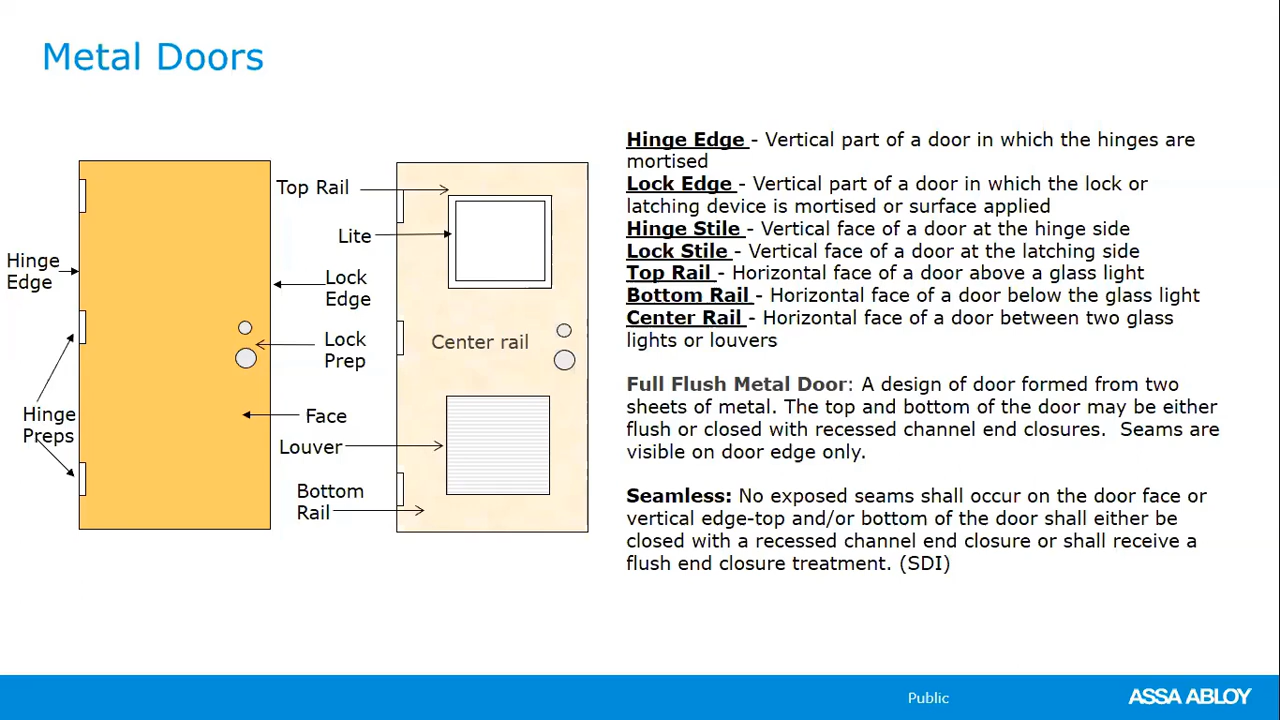 Metal Doors
Hinge
Edge
Hinge
Preps
Top Rail
Lite
Lock
Edge
Lock
Prep
Face
Louver
Bottom
Rail
Center rail
Hinge Edge - Vertical part of a door in which the hinges are
mortised
Lock Edge - Vertical part of a door in which the lock or
latching device is mortised or surface applied
Hinge Stile - Vertical face of a door at the hinge side
Lock Stile - Vertical face of a door at the latching side
Top Rail - Horizontal face of a door above a glass light
Bottom Rail - Horizontal face of a door below the glass light
Center Rail - Horizontal face of a door between two glass
lights or louvers
Full Flush Metal Door: A design of door formed from two
sheets of metal. The top and bottom of the door may be either
flush or closed with recessed channel end closures.  Seams are
visible on door edge only.
Seamless: No exposed seams shall occur on the door face or
vertical edge-top and/or bottom of the door shall either be
closed with a recessed channel end closure or shall receive a
flush end closure treatment. (SDI)
Public
ASSA ABLOY